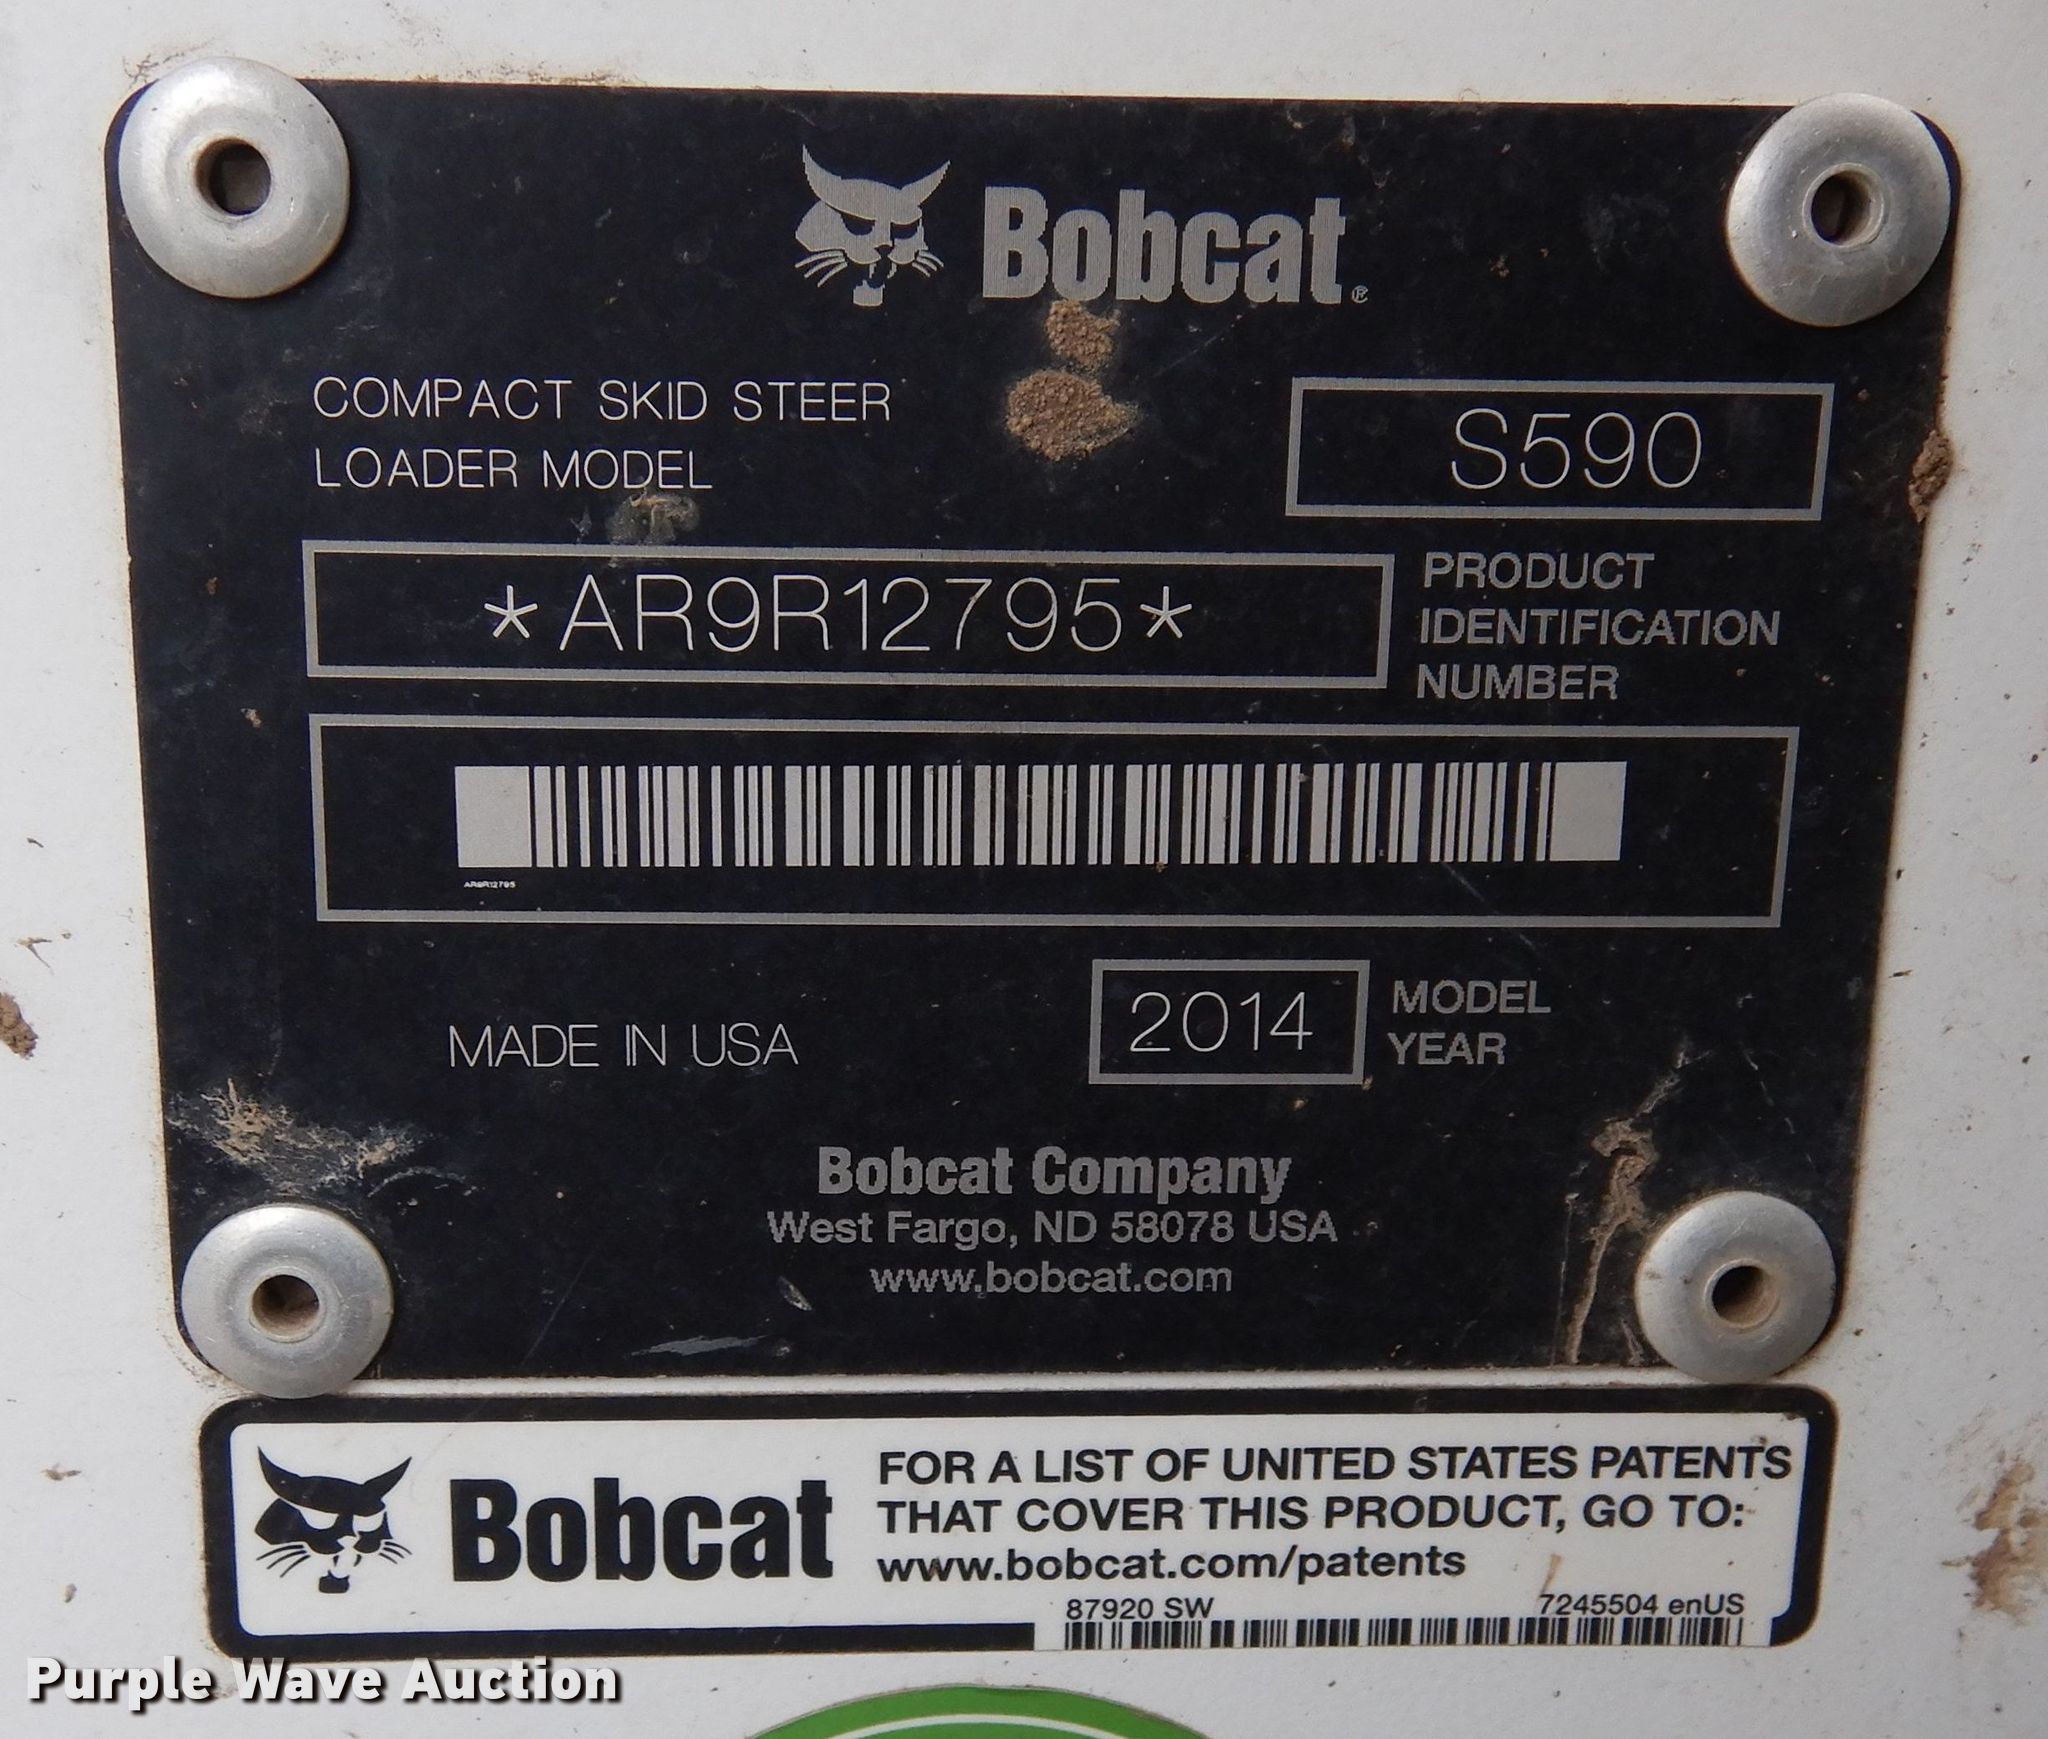 Bobcat®
COMPACT SKID STEER
LOADER MODEL
S590
*AR9R12795*
PRODUCT
IDENTIFICATION
NUMBER
AR9R12795
MADE IN USA
2014
MODEL
YEAR
Bobcat Company
West Fargo, ND 58078 USA
www.bobcat.com
Bobcat
FOR A LIST OF UNITED STATES PATENTS
THAT COVER THIS PRODUCT, GO TO:
www.bobcat.com/patents
87920 SW 7245504 enUS
Purple Wave Auction